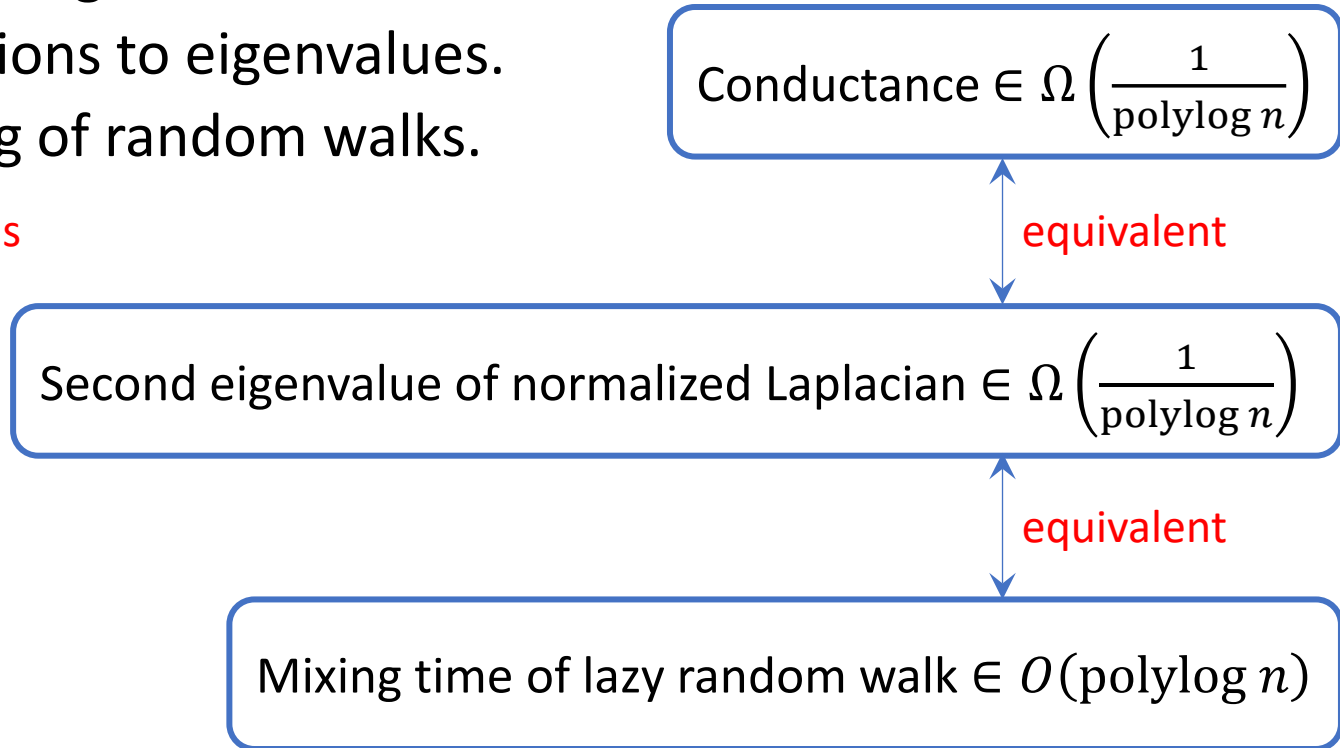 ions to eigenvalues.
g of random walks.
s
Conductance ∈ Ω(1/polylog n)
equivalent
Second eigenvalue of normalized Laplacian ∈ Ω(1/polylog n)
equivalent
Mixing time of lazy random walk ∈ O(polylog n)